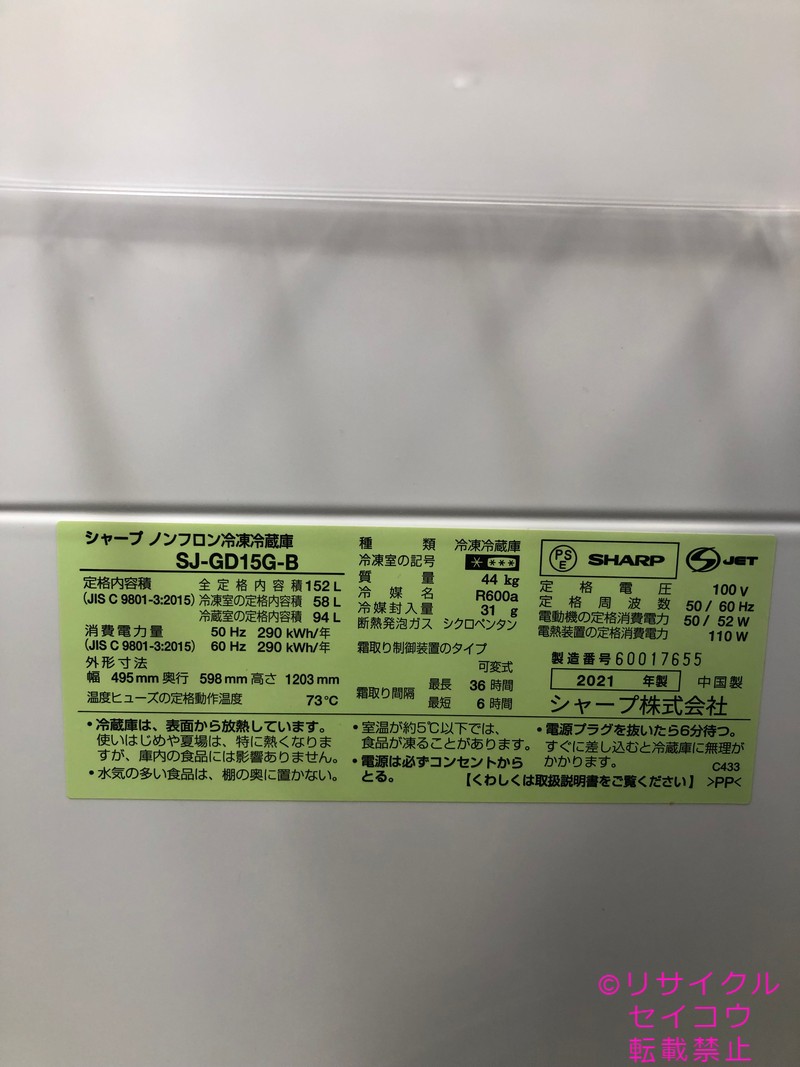 シャープ ノンフロン冷凍冷蔵庫
SJ-GD15G-B
定格内容積 全定格内容積 152 L
(JIS C 9801-3:2015) 冷凍室の定格内容積 58 L
冷蔵室の定格内容積 94 L
消費電力量 50 Hz 290 kWh/年
(JIS C 9801-3:2015) 60 Hz 290 kWh/年
外形寸法
幅 495 mm 奥行 598 mm 高さ 1203 mm
温度ヒューズの定格動作温度 73℃
種類 冷凍冷蔵庫
冷凍室の記号 * ***
質量 44 kg
冷媒名 R600a
冷媒封入量 31 g
断熱発泡ガス シクロペンタン
霜取り制御装置のタイプ
可変式
霜取り間隔 最長 36 時間
最短 6 時間
PS E SHARP JET
定格電圧 100 V
定格周波数 50 / 60 Hz
電動機の定格消費電力 50 / 52 W
電熱装置の定格消費電力 110 W
製造番号 60017655
2021 年製 中国製
シャープ株式会社
・冷蔵庫は、表面から放熱しています。
使いはじめや夏場は、特に熱くなりま
すが、庫内の食品には影響ありません。
・水気の多い食品は、棚の奥に置かない。
・室温が約5℃以下では、
食品が凍ることがあります。
・電源は必ずコンセントから
とる。
・電源プラグを抜いたら6分待つ。
すぐに差し込むと冷蔵庫に無理が
かかります。 C433
【くわしくは取扱説明書をご覧ください】 >PP<
©リサイクル
セイコウ
転載禁止